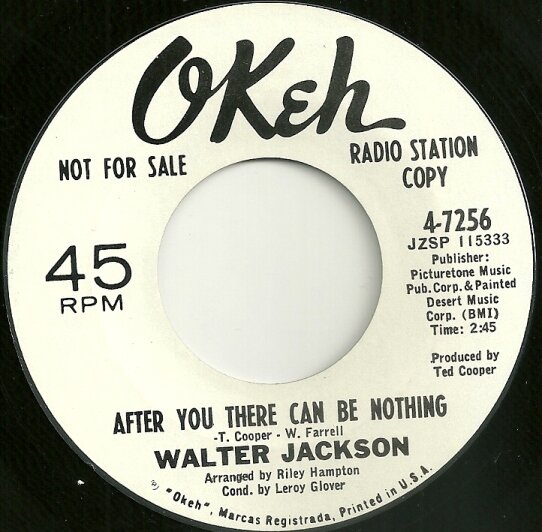 OKeh
NOT FOR SALE
RADIO STATION
COPY
45
RPM
4-7256
JZSP 115333
Publisher:
Picturetone Music
Pub. Corp. & Painted
Desert Music
Corp. (BMI)
Time: 2:45
Produced by
Ted Cooper
AFTER YOU THERE CAN BE NOTHING
-T. Cooper - W. Farrell
WALTER JACKSON
Arranged by Riley Hampton
Cond. by Leroy Glover
℗ "Okeh", Marcas Registrada, Printed in U.S.A.